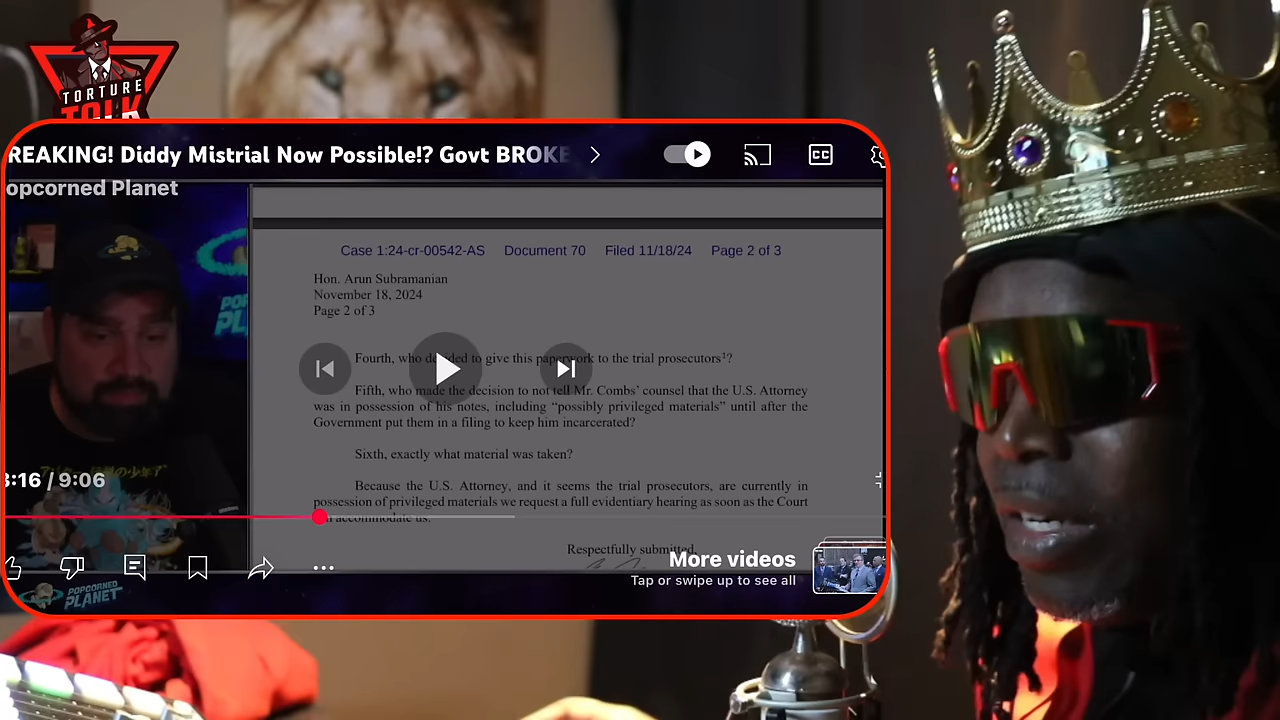 TORTURE
TALK
REAKING! Diddy Mistrial Now Possible!? Govt BROKE
opcorned Planet
CC
Case 1:24-cr-00542-AS Document 70 Filed 11/18/24 Page 2 of 3
Hon. Arun Subramanian
November 18, 2024
Page 2 of 3
Fourth, who decided to give this paperwork to the trial prosecutors¹?
Fifth, who made the decision to not tell Mr. Combs' counsel that the U.S. Attorney
was in possession of his notes, including "possibly privileged materials" until after the
Government put them in a filing to keep him incarcerated?
Sixth, exactly what material was taken?
3:16 / 9:06
Because the U.S. Attorney, and it seems the trial prosecutors, are currently in
possession of privileged materials we request a full evidentiary hearing as soon as the Court
accommodate us.
Respectfully submitted,
More videos
Tap or swipe up to see all
POPCORNED
PLANET